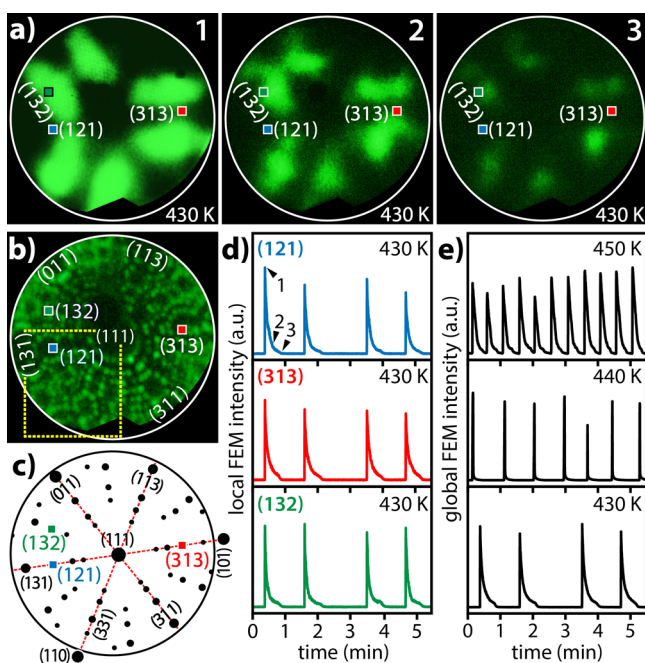 a)
1
(132)
(121)
(313)
430 K
2
(132)
(121)
(313)
430 K
3
(132)
(121)
(313)
430 K
b)
(011)
(113)
(132)
(111)
(313)
(131)
(121)
(311)
c)
(011)
(113)
(132)
(111)
(313)
(101)
(131)
(121)
(331)
(311)
(110)
d)
(121)
430 K
1
2
3
(313)
430 K
(132)
430 K
local FEM intensity (a.u.)
0 1 2 3 4 5
time (min)
e)
450 K
440 K
430 K
global FEM intensity (a.u.)
0 1 2 3 4 5
time (min)